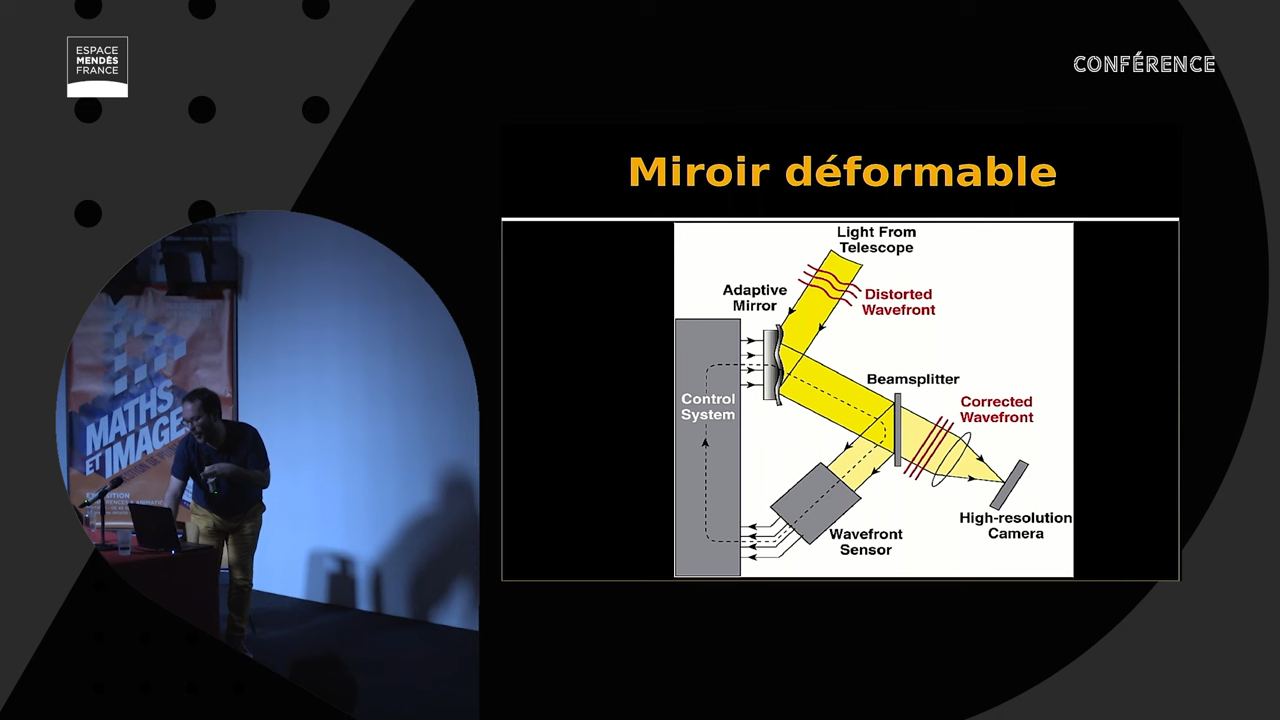 ESPACE
MENDÈS
FRANCE
CONFÉRENCE
Miroir déformable
Light From
Telescope
Adaptive
Mirror
Distorted
Wavefront
Beamsplitter
Control
System
Corrected
Wavefront
High-resolution
Camera
Wavefront
Sensor
MATHS
ET IMAGE